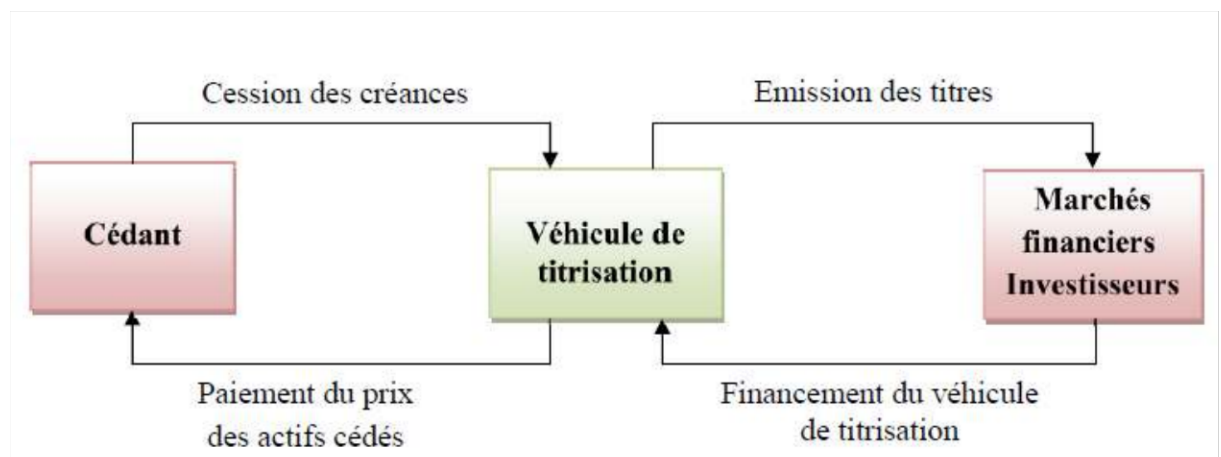 Cession des créances
Emission des titres
Cédant
Véhicule de
titrisation
Marchés
financiers
Investisseurs
Paiement du prix
des actifs cédés
Financement du véhicule
de titrisation